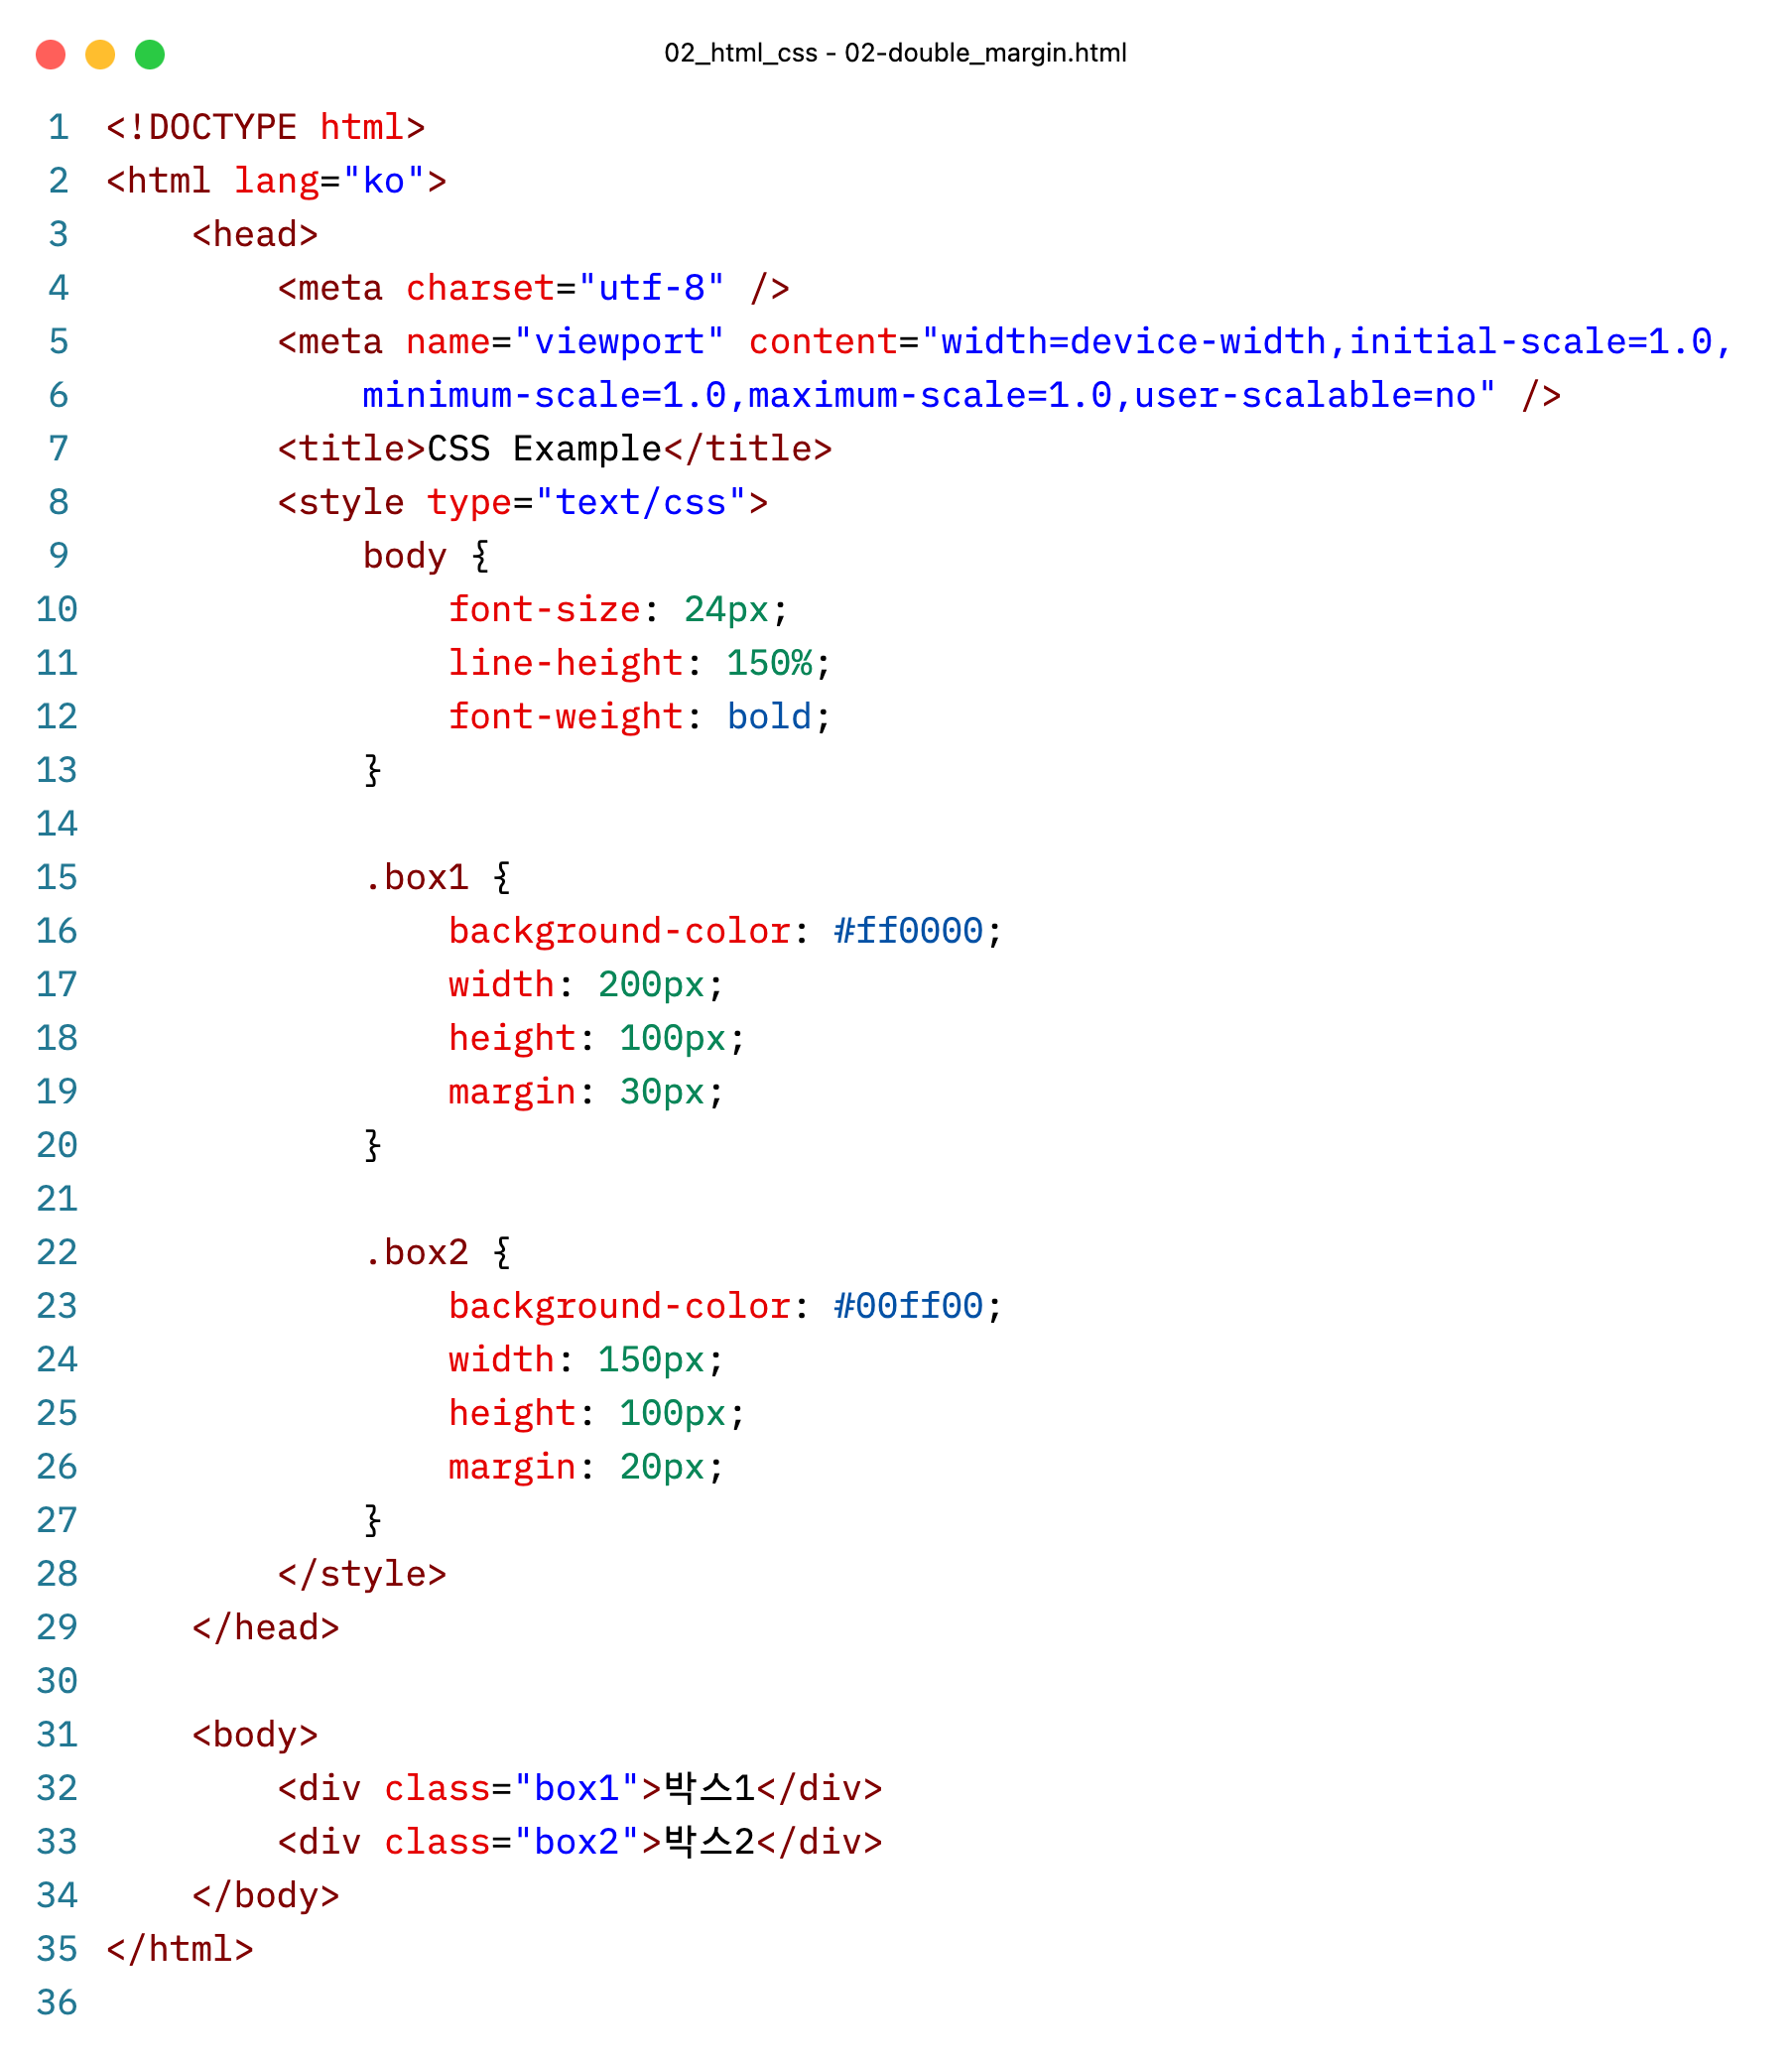 02_html_css - 02-double_margin.html
1 <!DOCTYPE html>
2 <html lang="ko">
3     <head>
4         <meta charset="utf-8" />
5         <meta name="viewport" content="width=device-width,initial-scale=1.0,
6             minimum-scale=1.0,maximum-scale=1.0,user-scalable=no" />
7         <title>CSS Example</title>
8         <style type="text/css">
9             body {
10                 font-size: 24px;
11                 line-height: 150%;
12                 font-weight: bold;
13             }
14
15             .box1 {
16                 background-color: #ff0000;
17                 width: 200px;
18                 height: 100px;
19                 margin: 30px;
20             }
21
22             .box2 {
23                 background-color: #00ff00;
24                 width: 150px;
25                 height: 100px;
26                 margin: 20px;
27             }
28         </style>
29     </head>
30
31     <body>
32         <div class="box1">박스1</div>
33         <div class="box2">박스2</div>
34     </body>
35 </html>
36